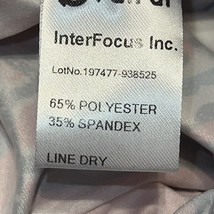 InterFocus Inc.
LotNo.197477-938525
65% POLYESTER
35% SPANDEX
LINE DRY